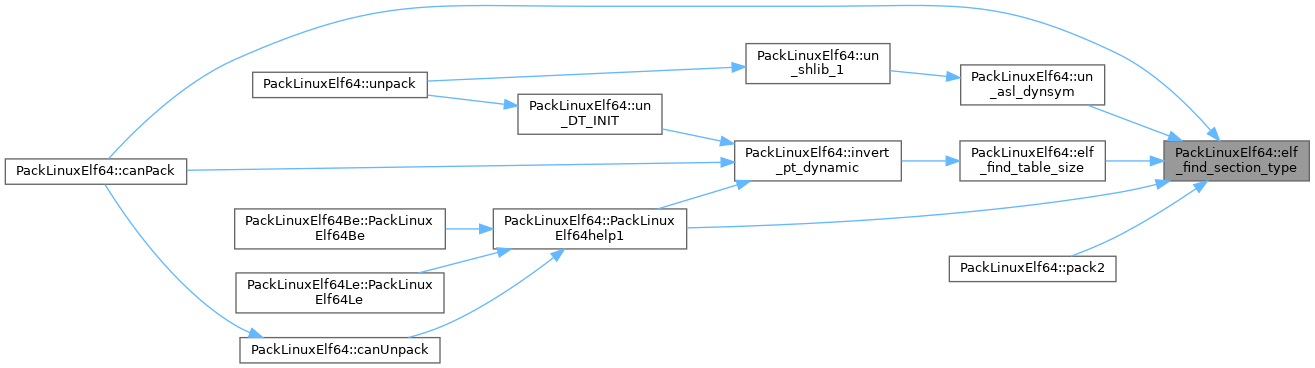 PackLinuxElf64::un
_shlib_1
PackLinuxElf64::unpack
PackLinuxElf64::un
_asl_dynsym
PackLinuxElf64::un
_DT_INIT
PackLinuxElf64::canPack
PackLinuxElf64::invert
_pt_dynamic
PackLinuxElf64::elf
_find_table_size
PackLinuxElf64::elf
_find_section_type
PackLinuxElf64Be::PackLinux
Elf64Be
PackLinuxElf64::PackLinux
Elf64help1
PackLinuxElf64::pack2
PackLinuxElf64Le::PackLinux
Elf64Le
PackLinuxElf64::canUnpack